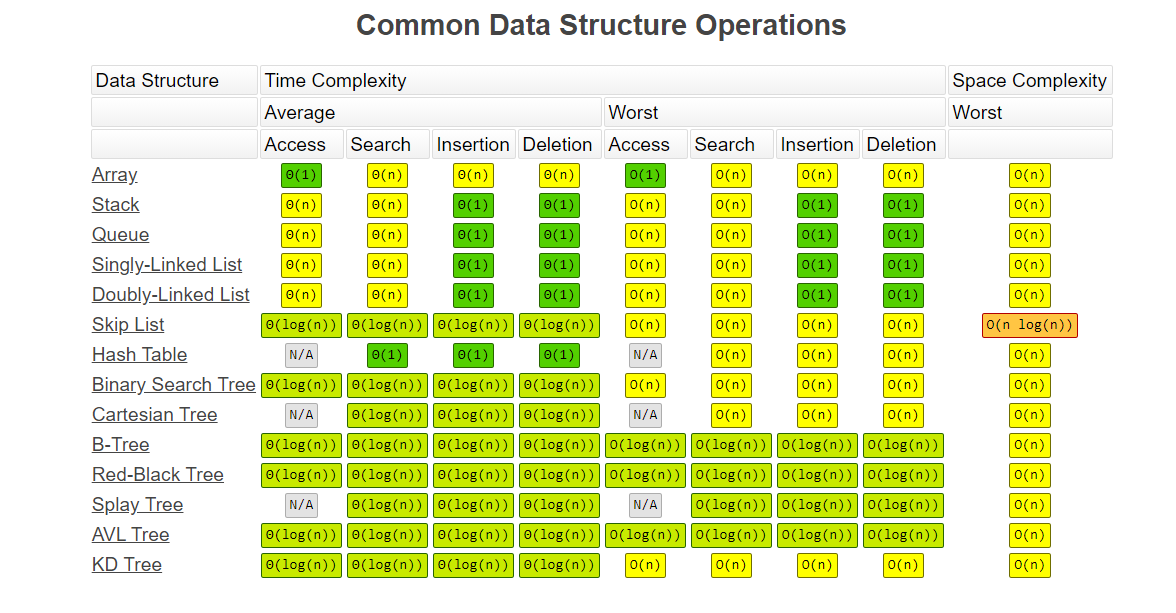 Common Data Structure Operations
Data Structure Time Complexity Space Complexity
Average Worst Worst
Access Search Insertion Deletion Access Search Insertion Deletion
Array Θ(1) Θ(n) Θ(n) Θ(n) O(1) O(n) O(n) O(n) O(n)
Stack Θ(n) Θ(n) Θ(1) Θ(1) O(n) O(n) O(1) O(1) O(n)
Queue Θ(n) Θ(n) Θ(1) Θ(1) O(n) O(n) O(1) O(1) O(n)
Singly-Linked List Θ(n) Θ(n) Θ(1) Θ(1) O(n) O(n) O(1) O(1) O(n)
Doubly-Linked List Θ(n) Θ(n) Θ(1) Θ(1) O(n) O(n) O(1) O(1) O(n)
Skip List Θ(log(n)) Θ(log(n)) Θ(log(n)) Θ(log(n)) O(n) O(n) O(n) O(n) O(n log(n))
Hash Table N/A Θ(1) Θ(1) Θ(1) N/A O(n) O(n) O(n) O(n)
Binary Search Tree Θ(log(n)) Θ(log(n)) Θ(log(n)) Θ(log(n)) O(n) O(n) O(n) O(n) O(n)
Cartesian Tree N/A Θ(log(n)) Θ(log(n)) Θ(log(n)) N/A O(n) O(n) O(n) O(n)
B-Tree Θ(log(n)) Θ(log(n)) Θ(log(n)) Θ(log(n)) O(log(n)) O(log(n)) O(log(n)) O(log(n)) O(n)
Red-Black Tree Θ(log(n)) Θ(log(n)) Θ(log(n)) Θ(log(n)) O(log(n)) O(log(n)) O(log(n)) O(log(n)) O(n)
Splay Tree N/A Θ(log(n)) Θ(log(n)) Θ(log(n)) N/A O(log(n)) O(log(n)) O(log(n)) O(n)
AVL Tree Θ(log(n)) Θ(log(n)) Θ(log(n)) Θ(log(n)) O(log(n)) O(log(n)) O(log(n)) O(log(n)) O(n)
KD Tree Θ(log(n)) Θ(log(n)) Θ(log(n)) Θ(log(n)) O(n) O(n) O(n) O(n) O(n)